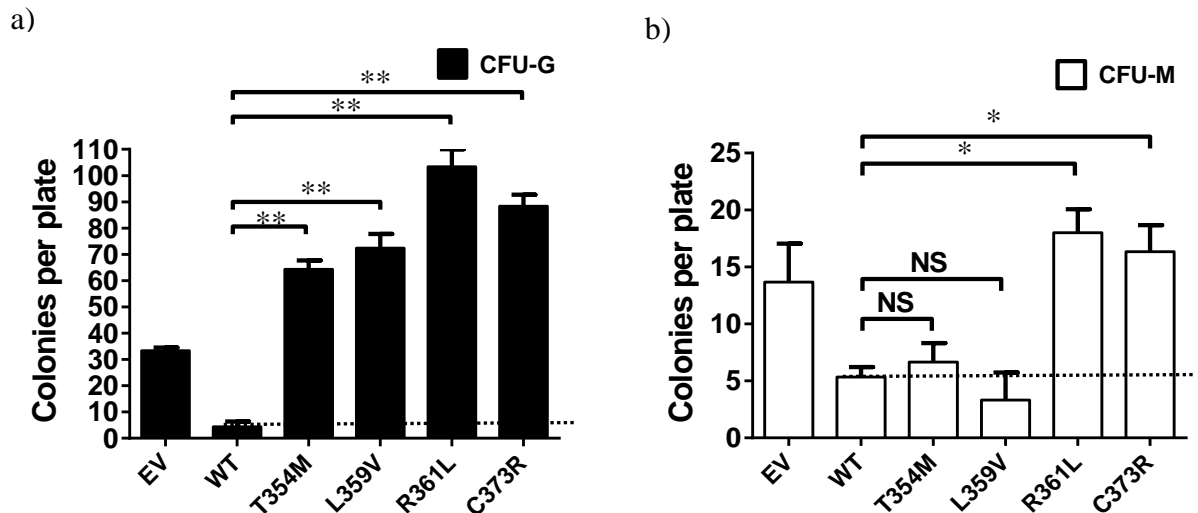 a)
CFU-G
**
**
**
**
Colonies per plate
110
100
90
80
70
60
50
40
30
20
10
0
EV
WT
T354M
L359V
R361L
C373R
b)
CFU-M
*
*
NS
NS
Colonies per plate
25
20
15
10
5
0
EV
WT
T354M
L359V
R361L
C373R